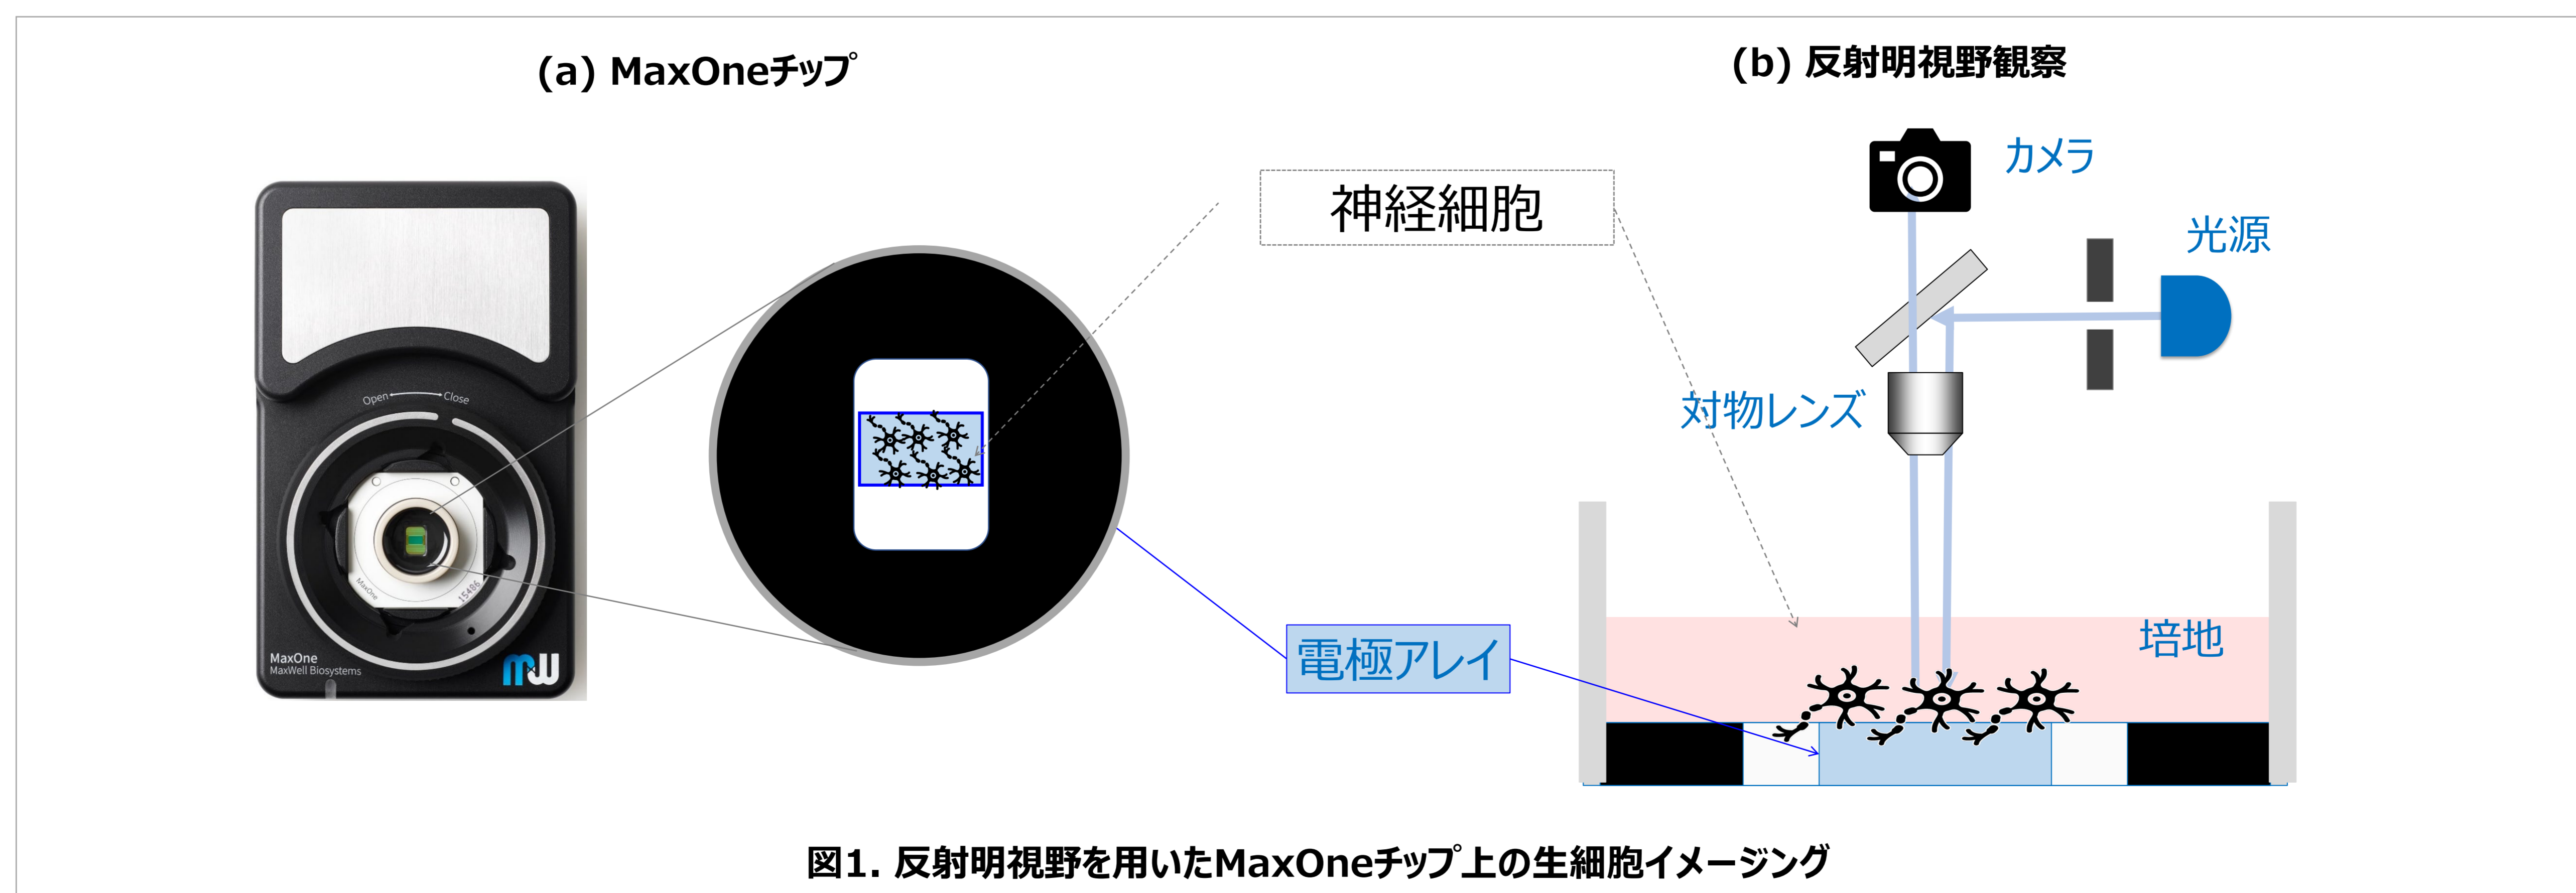 (a) MaxOneチップ
(b) 反射明視野観察
カメラ
神経細胞
光源
対物レンズ
Open
Close
MaxOne
15486
MaxOne
MaxWell Biosystems
mxw
電極アレイ
培地
図1. 反射明視野を用いたMaxOneチップ上の生細胞イメージング